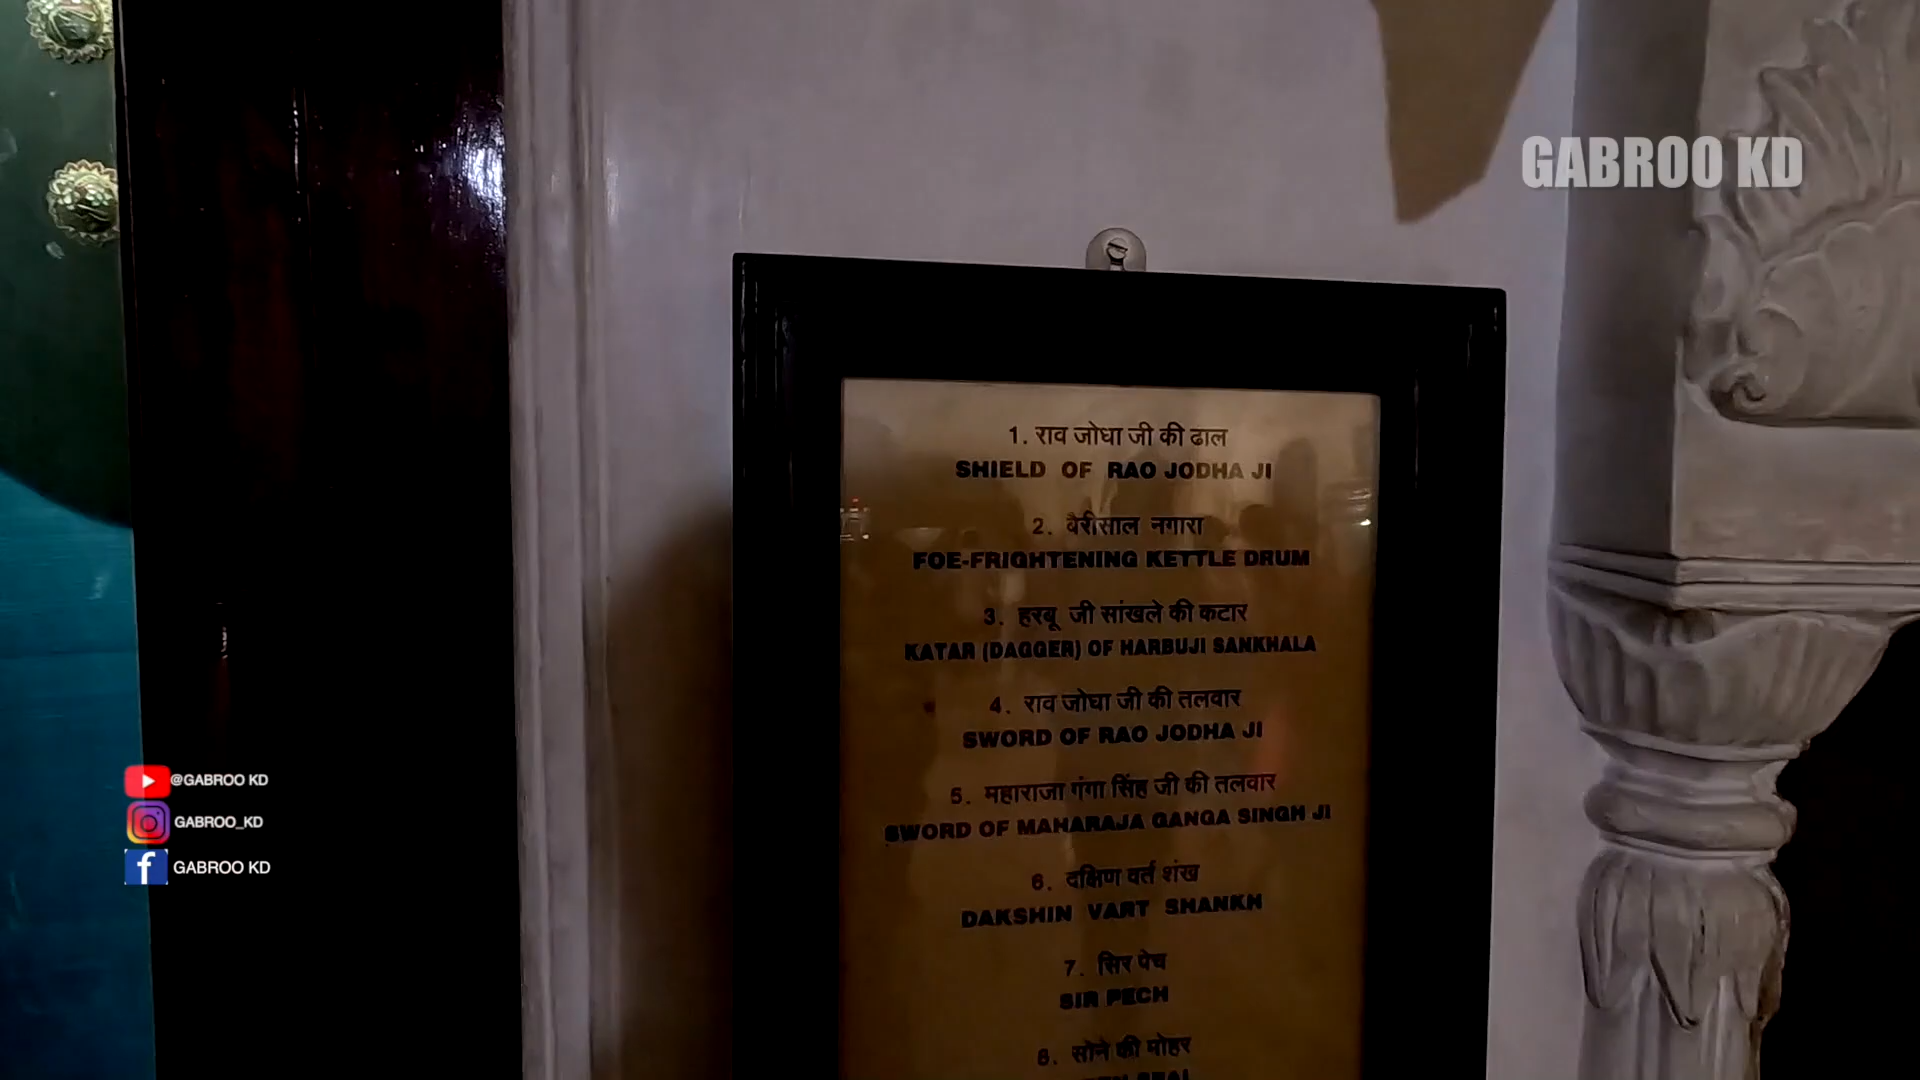 GABROO KD
1. राव जोधा जी की ढाल
SHIELD OF RAO JODHA JI
2. बैरीसाल नगारा
FOE-FRIGHTENING KETTLE DRUM
3. हरबू जी सांखले की कटार
KATAR (DAGGER) OF HARBUJI SANKHALA
4. राव जोधा जी की तलवार
SWORD OF RAO JODHA JI
5. महाराजा गंगा सिंह जी की तलवार
SWORD OF MAHARAJA GANGA SINGH JI
6. दक्षिण वर्त शंख
DAKSHIN VART SHANKH
7. सिर पेच
SIR PECH
8. सोने की मोहर
@GABROO KD
GABROO_KD
GABROO KD